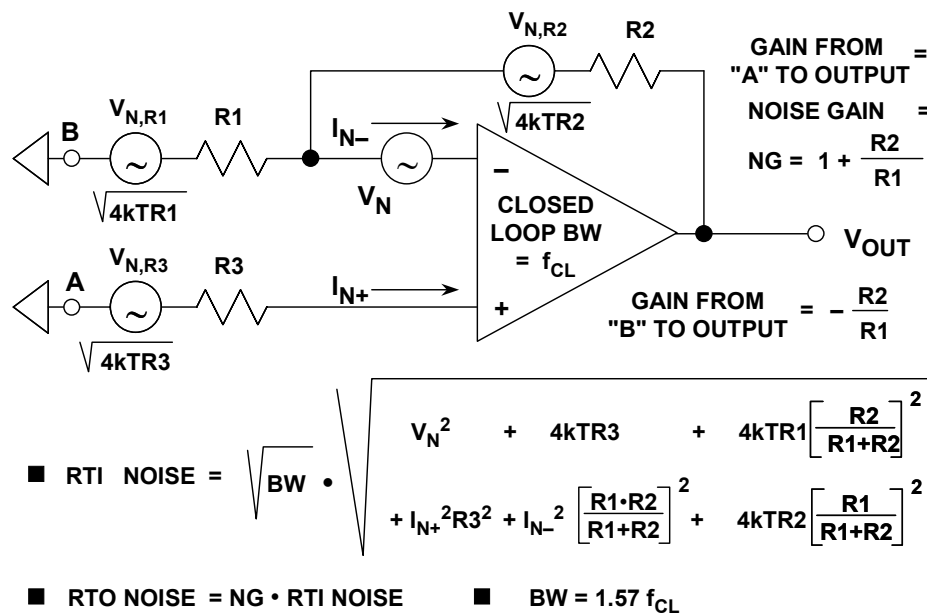 V_N,R2
R2
GAIN FROM
"A" TO OUTPUT =
NOISE GAIN =
NG = 1 + R2/R1
B
V_N,R1
R1
I_N–
√4kTR2
∼
∼
∼
V_N
–
√4kTR1
CLOSED
LOOP BW
= f_CL
V_OUT
A
V_N,R3
R3
I_N+
+
∼
√4kTR3
GAIN FROM
"B" TO OUTPUT = – R2/R1
■ RTI NOISE = √BW • √
V_N² + 4kTR3 + 4kTR1[R2/R1+R2]²
+ I_N+²R3² + I_N–²[R1•R2/R1+R2]² + 4kTR2[R1/R1+R2]²
■ RTO NOISE = NG • RTI NOISE ■ BW = 1.57 f_CL